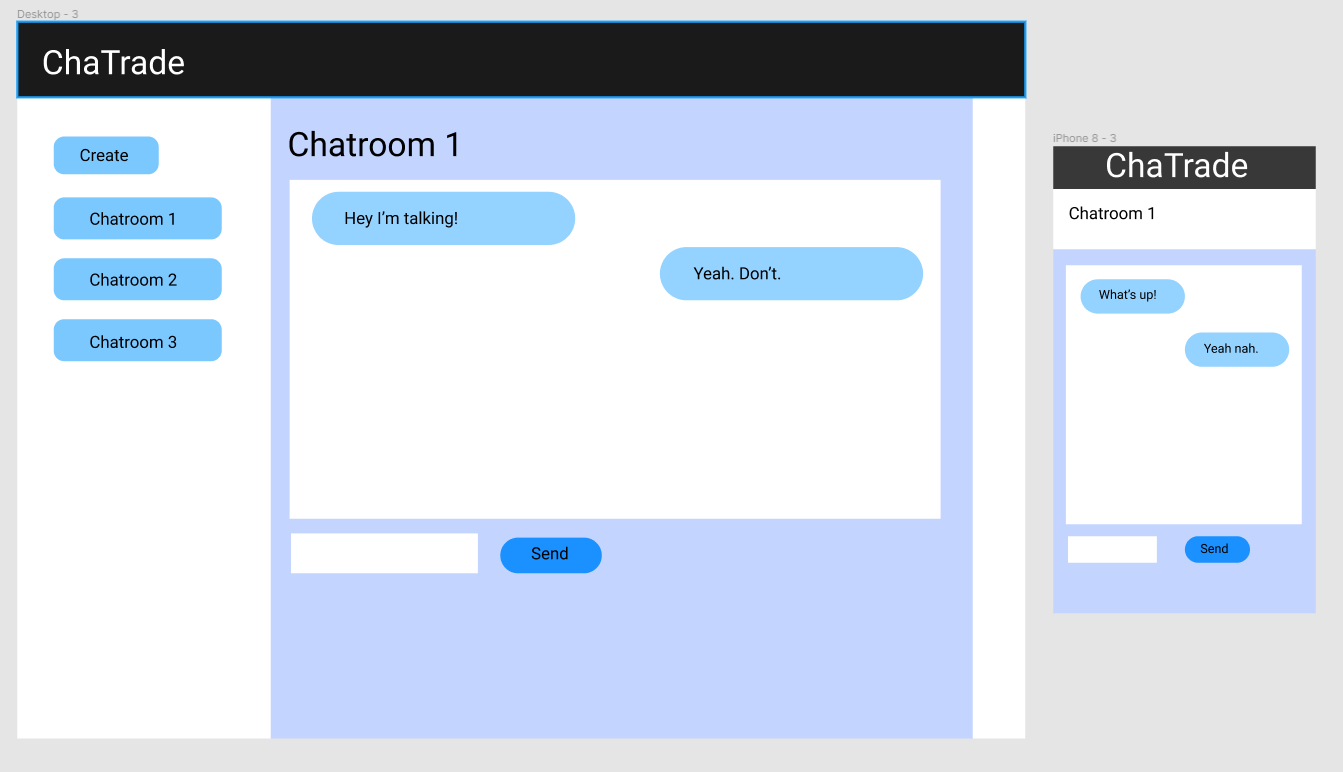 Desktop - 3
ChaTrade
Create
Chatroom 1
Chatroom 2
Chatroom 3
Chatroom 1
Hey I’m talking!
Yeah. Don’t.
Send
iPhone 8 - 3
ChaTrade
Chatroom 1
What’s up!
Yeah nah.
Send